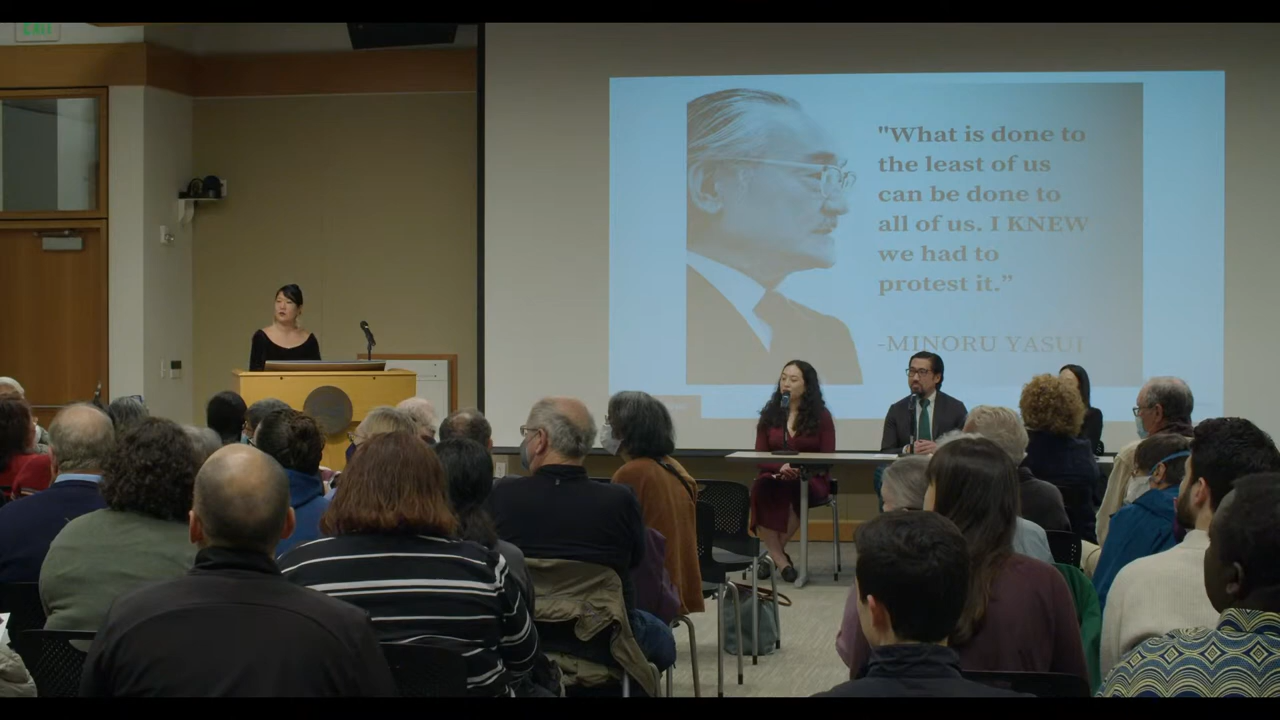 EXIT
"What is done to
the least of us
can be done to
all of us. I KNEW
we had to
protest it.”
-MINORU YASUI